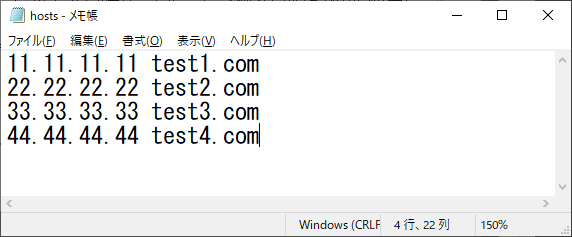 hosts - メモ帳
ファイル(F) 編集(E) 書式(O) 表示(V) ヘルプ(H)
11.11.11.11 test1.com
22.22.22.22 test2.com
33.33.33.33 test3.com
44.44.44.44 test4.com
Windows (CRLF 4 行、22 列 150%